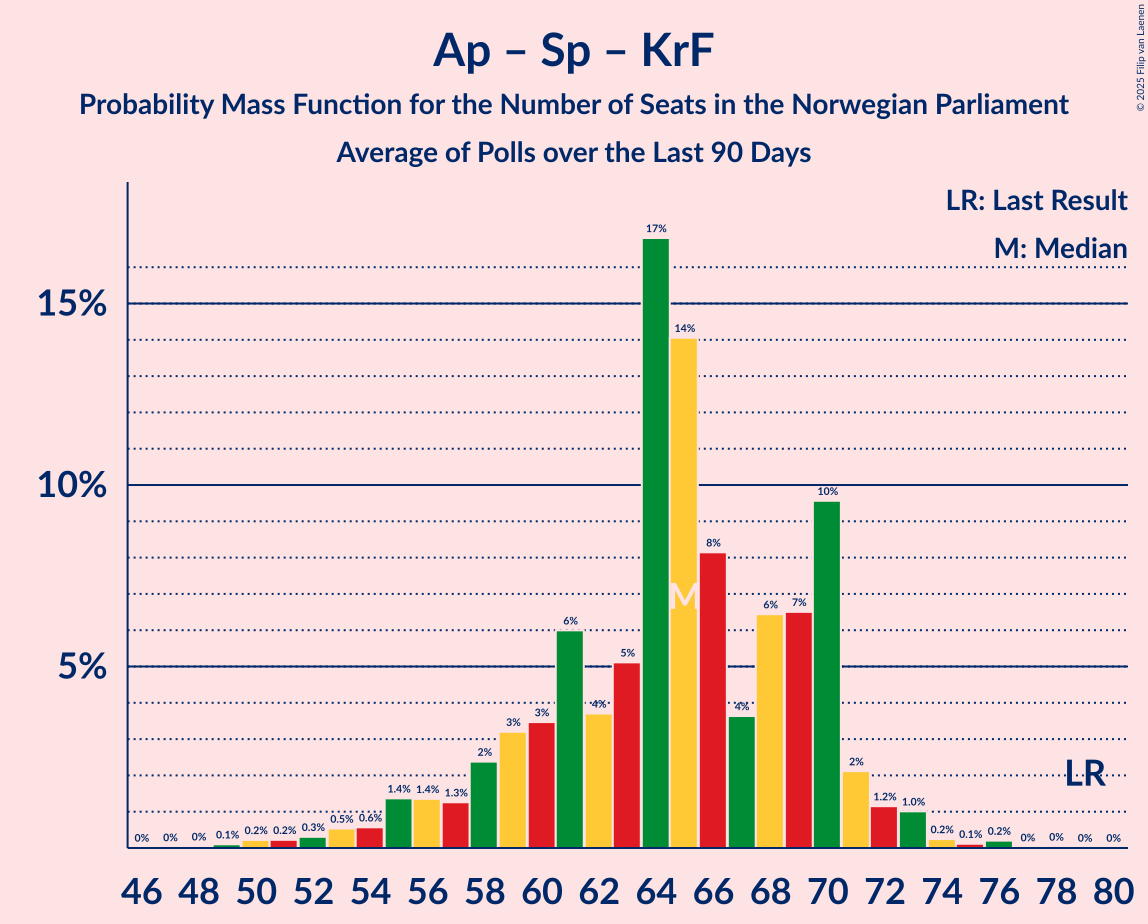 Ap – Sp – KrF
Probability Mass Function for the Number of Seats in the Norwegian Parliament
Average of Polls over the Last 90 Days
© 2025 Filip van Laenen
LR: Last Result
M: Median
15%
10%
5%
0% 0% 0% 0.1% 0.2% 0.2% 0.3% 0.5% 0.6% 1.4% 1.4% 1.3% 2% 3% 3% 6% 4% 5% 17% 14% 8% 4% 6% 7% 10% 2% 1.2% 1.0% 0.2% 0.1% 0.2% 0% 0% 0% 0%
M
LR
46 48 50 52 54 56 58 60 62 64 66 68 70 72 74 76 78 80